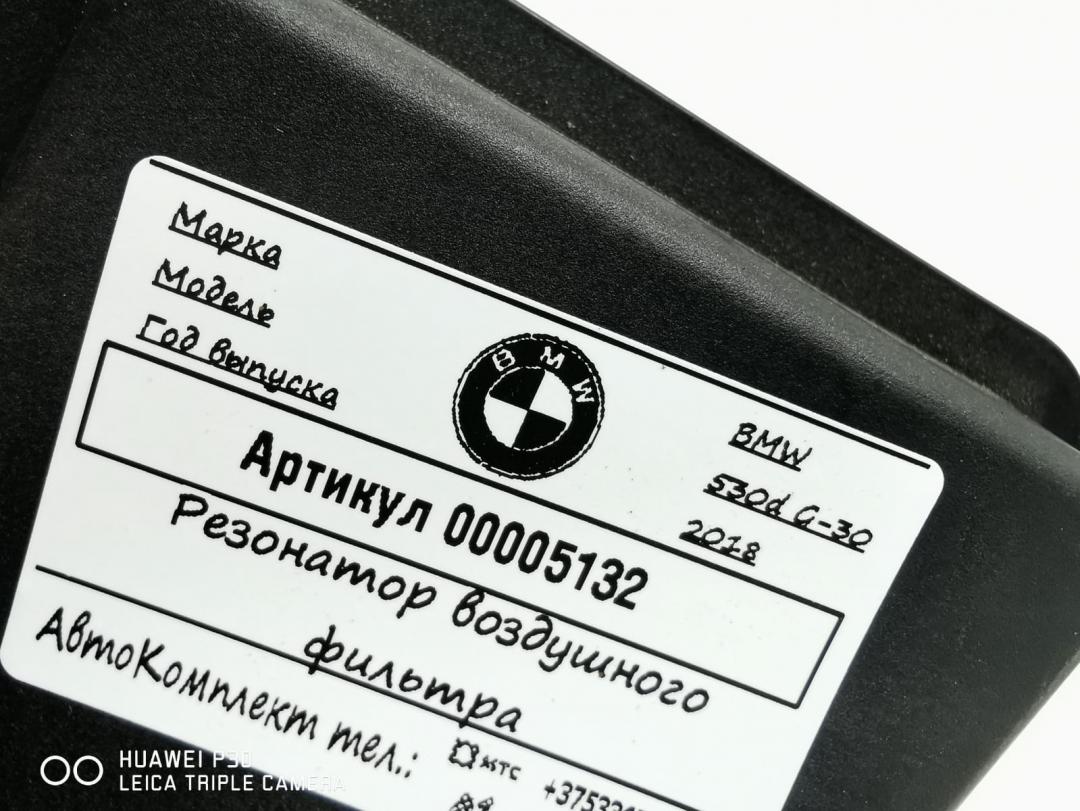 Марка
BMW
Модель
530d G-30
Год выпуска
2018
BMW
Артикул 00005132
Резонатор воздушного
фильтра
АвтоКомплект тел.:
мтс
HUAWEI P30
LEICA TRIPLE CAMERA